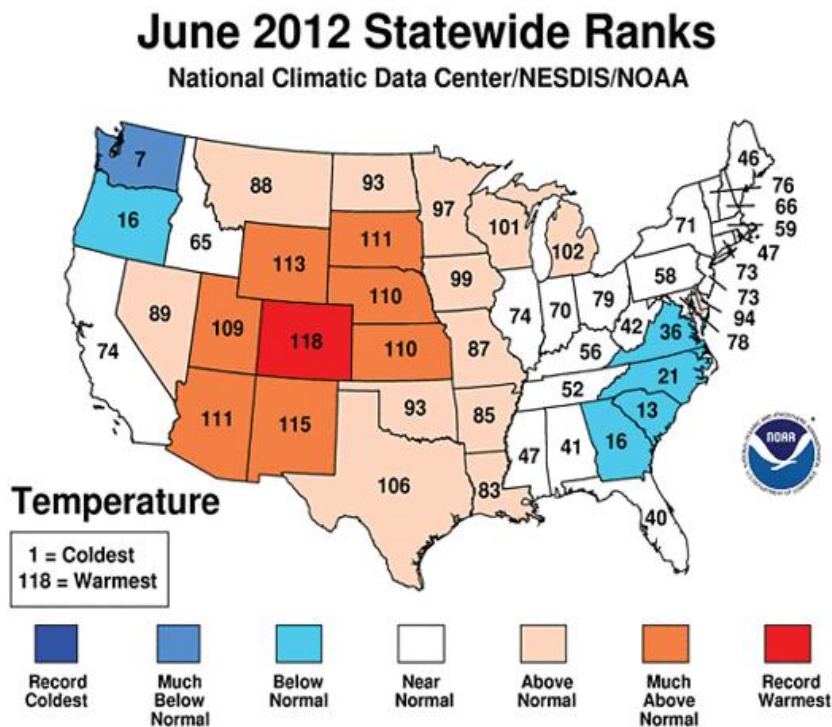 June 2012 Statewide Ranks
National Climatic Data Center/NESDIS/NOAA
7
88
93
97
46
16
65
113
111
101
102
71
76
66
59
47
73
73
94
78
74
89
109
118
110
110
99
87
74
70
79
58
42
36
56
21
52
13
111
115
93
85
47
41
16
106
83
40
NOAA
Temperature
1 = Coldest
118 = Warmest
Record
Coldest
Much
Below
Normal
Below
Normal
Near
Normal
Above
Normal
Much
Above
Normal
Record
Warmest